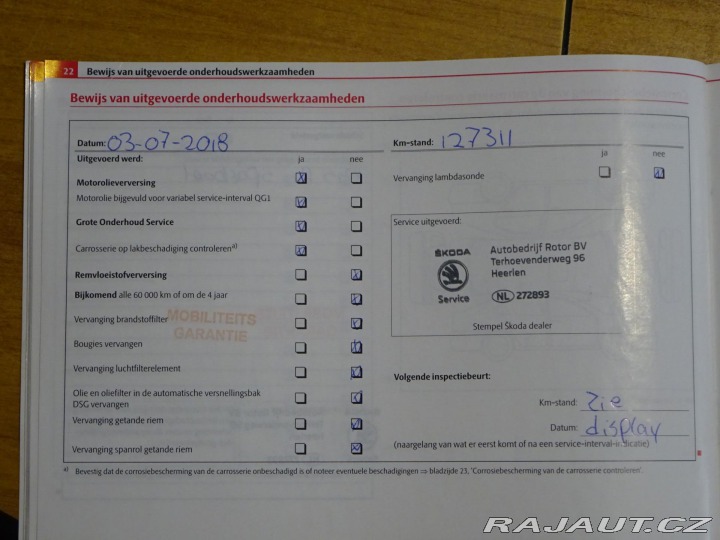 22 Bewijs van uitgevoerde onderhoudswerkzaamheden
Bewijs van uitgevoerde onderhoudswerkzaamheden
Datum: 03-07-2018
Uitgevoerd werd: ja nee
Motorolieverversing
Motorolie bijgevuld voor variabel service-interval QG1
Grote Onderhoud Service
Carrosserie op lakbeschadiging controleren a)
Remvloeistofverversing
Bijkomend alle 60 000 km of om de 4 jaar
Vervanging brandstoffilter
MOBILITEITS
GARANTIE
Bougies vervangen
Vervanging luchtfilterelement
Olie en oliefilter in de automatische versnellingsbak
DSG vervangen
Vervanging getande riem
Vervanging spanrol getande riem
Km-stand: 127311
ja nee
Vervanging lambdasonde
Service uitgevoerd:
ŠKODA
Service
Autobedrijf Rotor BV
Terhoevenderweg 96
Heerlen
NL 272893
Stempel Škoda dealer
Volgende inspectiebeurt:
Km-stand: Zie
Datum: display
(naargelang van wat er eerst komt of na een service-interval-indicatie)
a) Bevestig dat de corrosiebescherming van de carrosserie onbeschadigd is of noteer eventuele beschadigingen ⇒ bladzijde 23, 'Corrosiebescherming van de carrosserie controleren'.
RAJAUT.CZ